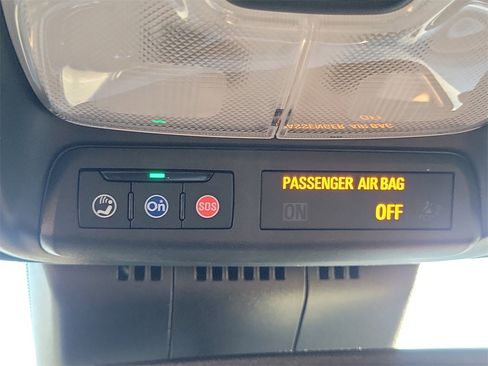 PASSENGER AIR BAG
On SOS ON OFF